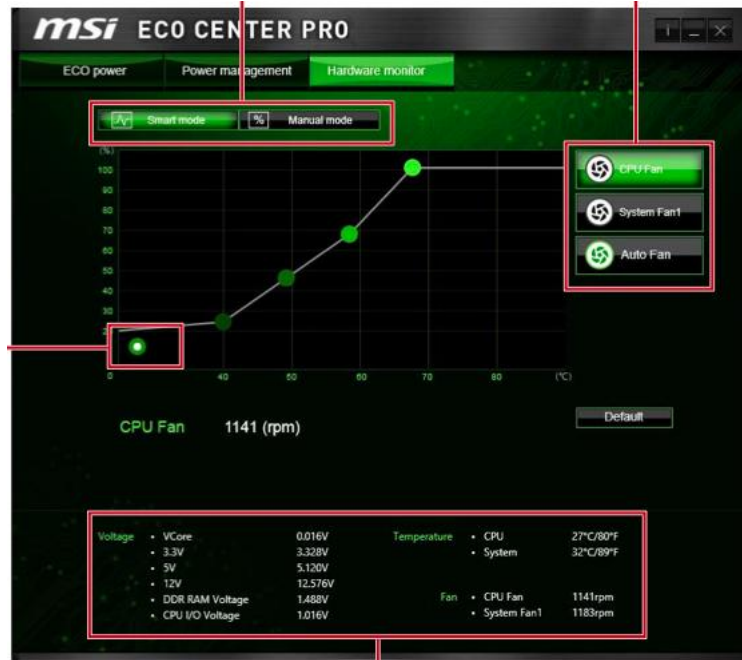 msi ECO CENTER PRO
ECO power Power management Hardware monitor
Smart mode % Manual mode
(%)
100
90
80
70
60
50
40
30
0 40 50 60 70 80 (°C)
CPU Fan
System Fan1
Auto Fan
Default
CPU Fan 1141 (rpm)
Voltage • VCore 0.016V Temperature • CPU 27°C/80°F
• 3.3V 3.328V • System 32°C/89°F
• 5V 5.120V
• 12V 12.576V
• DDR RAM Voltage 1.488V Fan • CPU Fan 1141rpm
• CPU I/O Voltage 1.016V • System Fan1 1183rpm